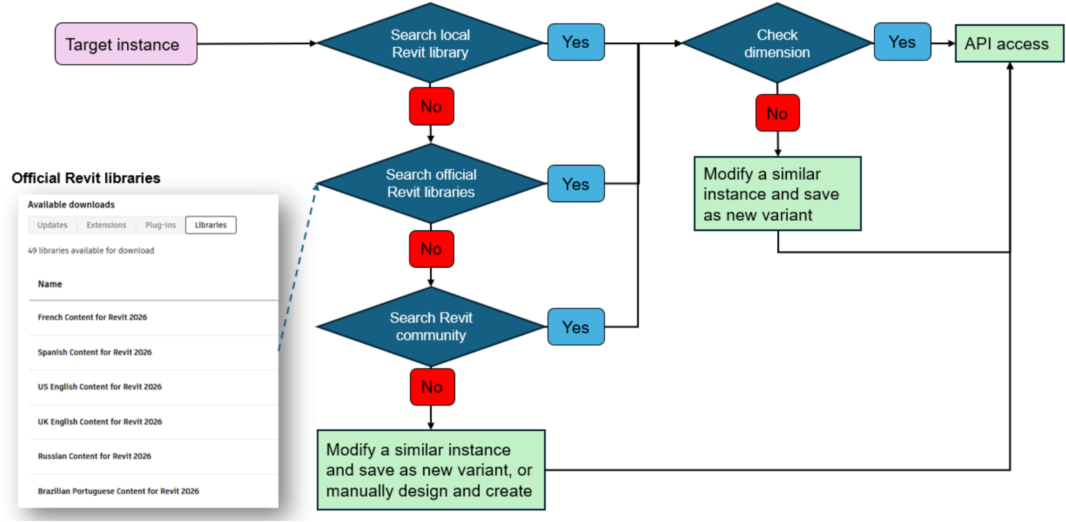 Target instance
Search local
Revit library
Yes
Check
dimension
Yes
API access
No
No
Search official
Revit libraries
Yes
Modify a similar
instance and save
as new variant
No
Search Revit
community
Yes
No
Modify a similar instance
and save as new variant, or
manually design and create
Official Revit libraries
Available downloads
Updates
Extensions
Plug-ins
Libraries
49 libraries available for download
Name
French Content for Revit 2026
Spanish Content for Revit 2026
US English Content for Revit 2026
UK English Content for Revit 2026
Russian Content for Revit 2026
Brazilian Portuguese Content for Revit 2026